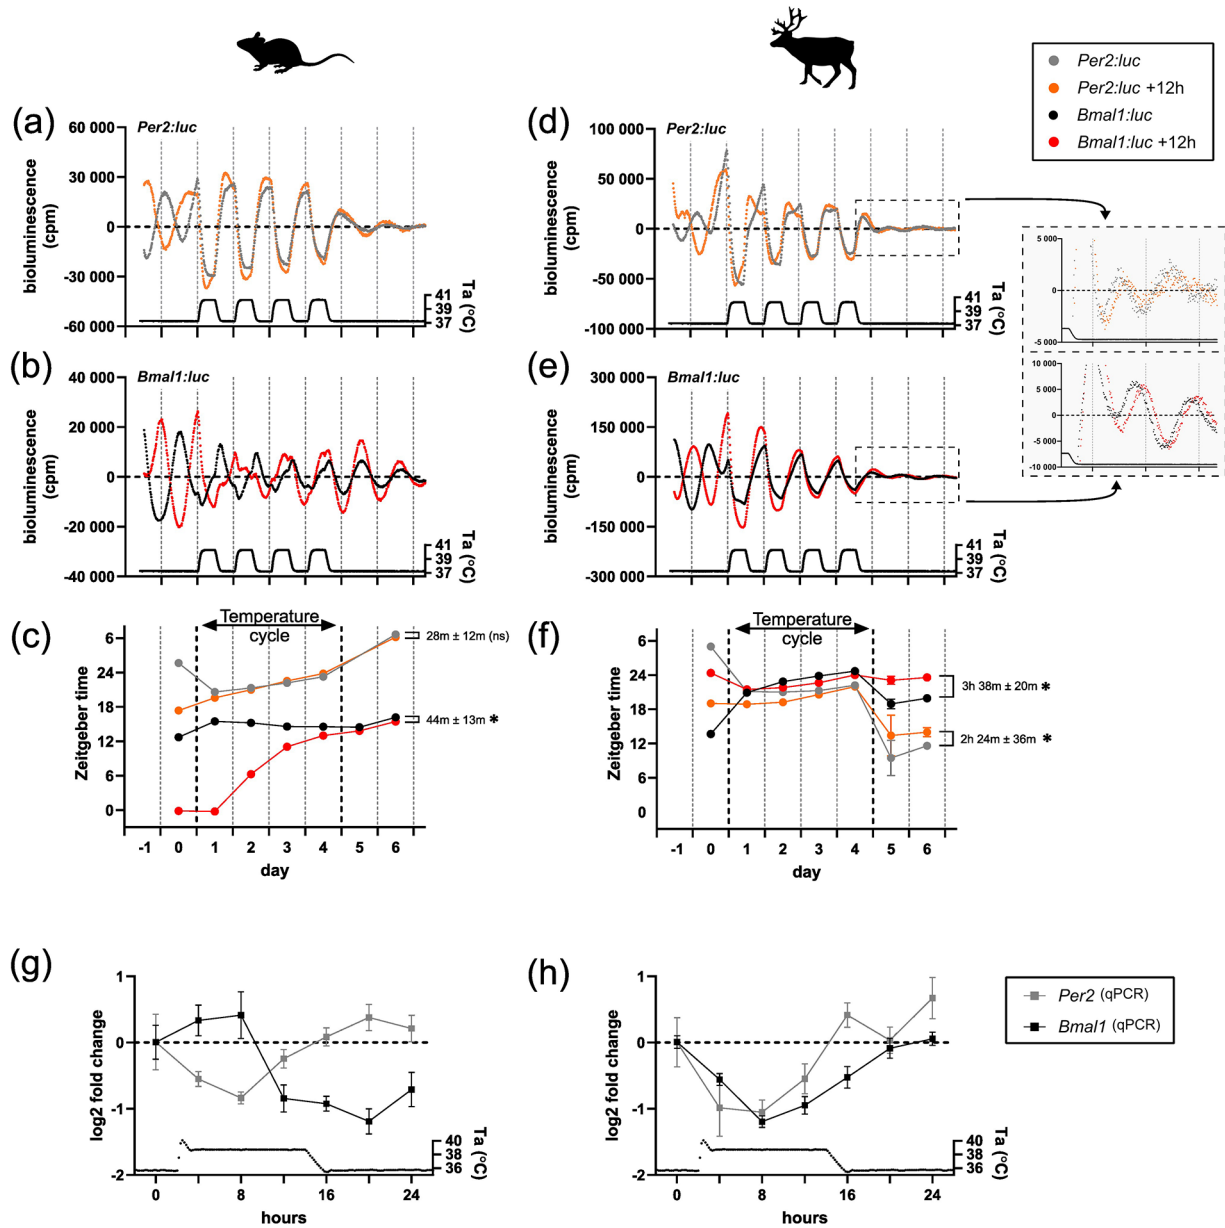 Per2:luc
Per2:luc +12h
Bmal1:luc
Bmal1:luc +12h
(a)
Per2:luc
60 000
30 000
0
-30 000
-60 000
bioluminescence
(cpm)
41
39
37
Ta (°C)
(d)
Per2:luc
100 000
50 000
0
-50 000
-100 000
bioluminescence
(cpm)
41
39
37
Ta (°C)
5 000
0
-5 000
10 000
5 000
0
-5 000
-10 000
(b)
Bmal1:luc
40 000
20 000
0
-20 000
-40 000
bioluminescence
(cpm)
41
39
37
Ta (°C)
(e)
Bmal1:luc
300 000
150 000
0
-150 000
-300 000
bioluminescence
(cpm)
41
39
37
Ta (°C)
(c)
Temperature
cycle
6
24
18
12
6
0
Zeitgeber time
28m ± 12m (ns)
44m ± 13m *
-1 0 1 2 3 4 5 6
day
(f)
Temperature
cycle
6
24
18
12
6
0
Zeitgeber time
3h 38m ± 20m *
2h 24m ± 36m *
-1 0 1 2 3 4 5 6
day
(g)
1
0
-1
-2
log2 fold change
40
38
36
Ta (°C)
0 4 8 12 16 20 24
hours
(h)
1
0
-1
-2
log2 fold change
40
38
36
Ta (°C)
0 8 16 24
hours
Per2 (qPCR)
Bmal1 (qPCR)